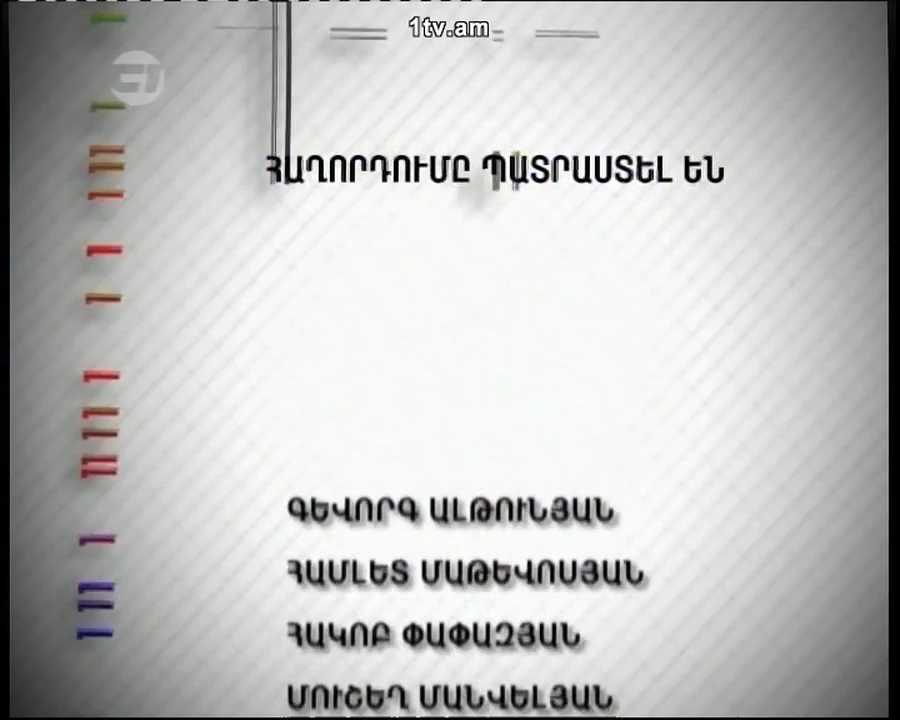 1tv.am
ՀԱՂՈՐԴՈՒՄԸ ՊԱՏՐԱՍՏԵԼ ԵՆ
ԳԵՎՈՐԳ ԱԼԹՈՒՆՅԱՆ
ՀԱՄԼԵՏ ՄԱԹԵՎՈՍՅԱՆ
ՀԱԿՈԲ ՓԱՓԱԶՅԱՆ
ՄՈՒՇԵՂ ՄԱՆՎԵԼՅԱՆ